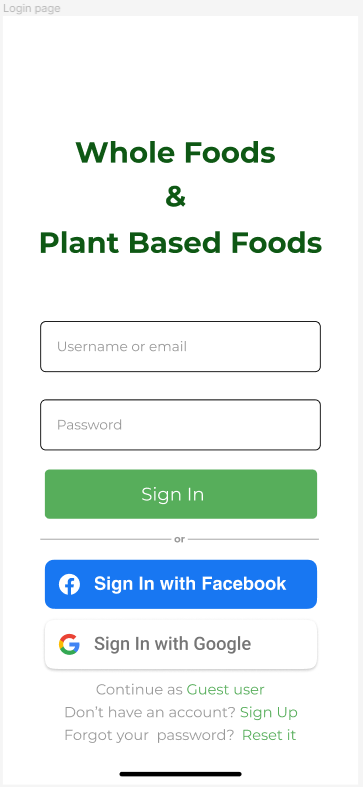 Login page
Whole Foods
&
Plant Based Foods
Username or email
Password
Sign In
or
Sign In with Facebook
Sign In with Google
Continue as Guest user
Don't have an account? Sign Up
Forgot your password? Reset it